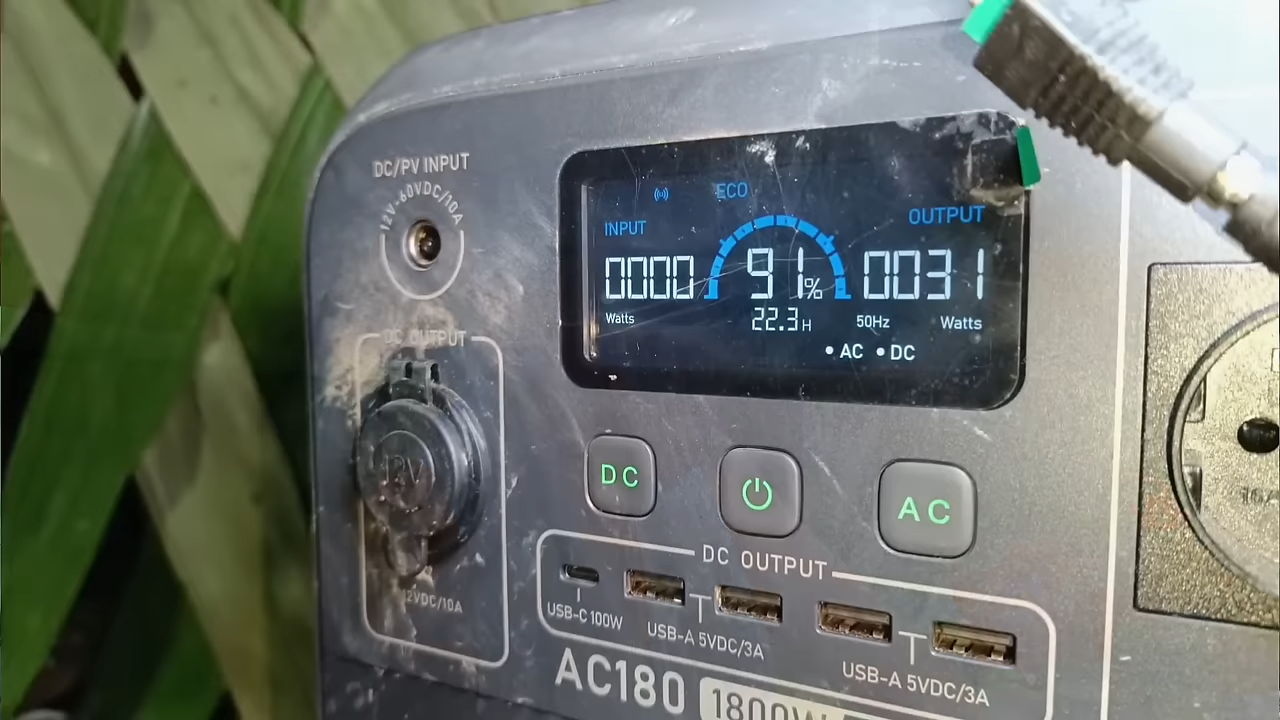 DC/PV INPUT
12V-60VDC/10A
ECO
INPUT
OUTPUT
0000
91%
0031
Watts
22.3H
50Hz
Watts
• AC • DC
DC OUTPUT
12V
12VDC/10A
DC
AC
DC OUTPUT
USB-C 100W
USB-A 5VDC/3A
USB-A 5VDC/3A
AC180
1800W